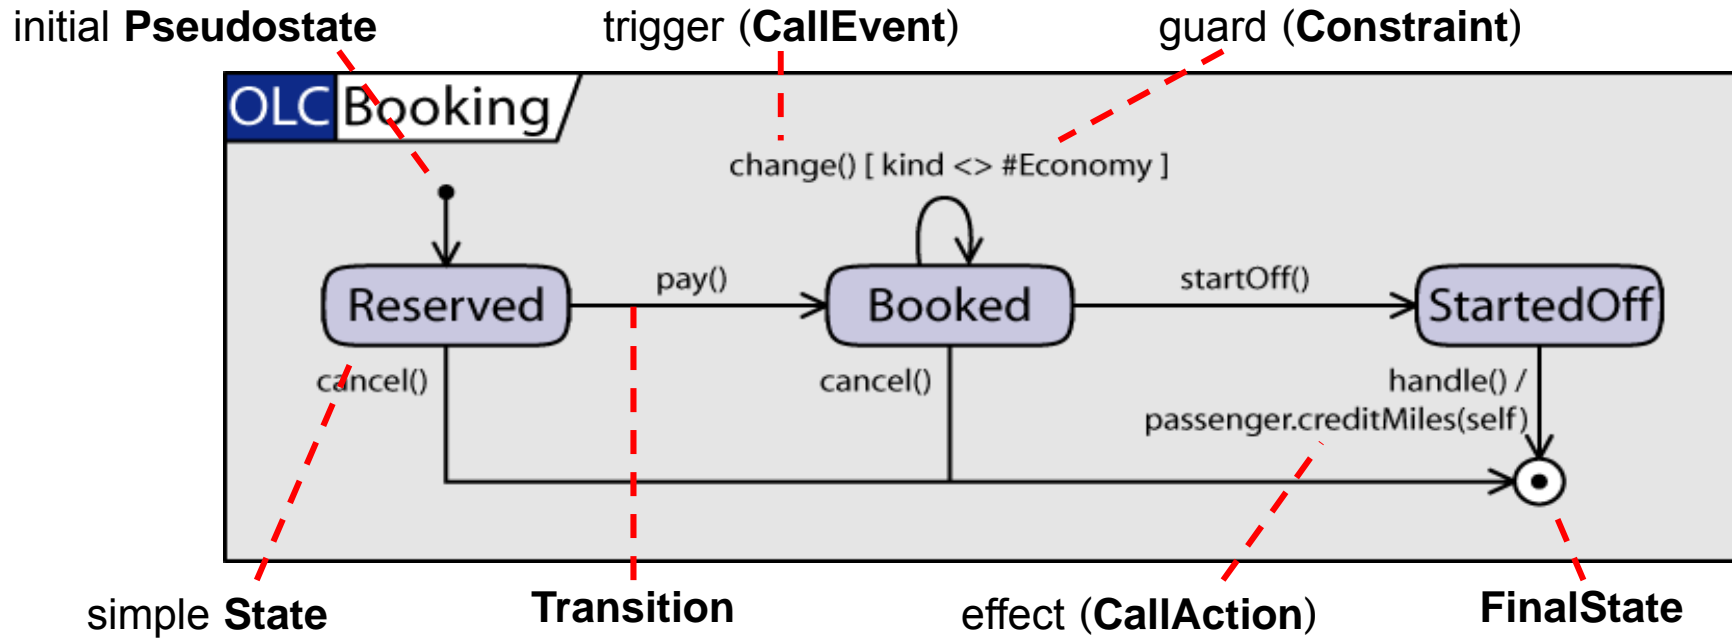 initial Pseudostate
trigger (CallEvent)
guard (Constraint)
OLC Booking
change() [ kind <> #Economy ]
pay()
startOff()
Reserved
Booked
StartedOff
cancel()
cancel()
handle() /
passenger.creditMiles(self)
simple State
Transition
effect (CallAction)
FinalState